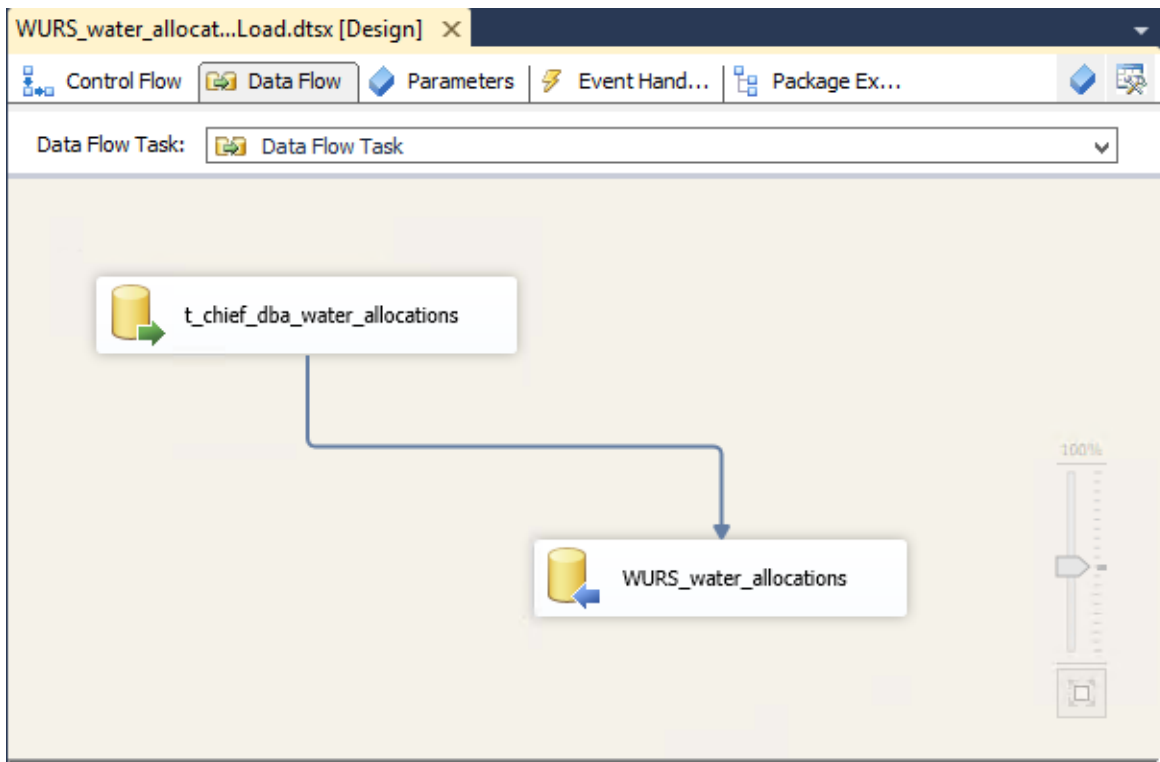 WURS_water_allocat...Load.dtsx [Design]
Control Flow Data Flow Parameters Event Hand... Package Ex...
Data Flow Task: Data Flow Task
t_chief_dba_water_allocations
100%
WURS_water_allocations